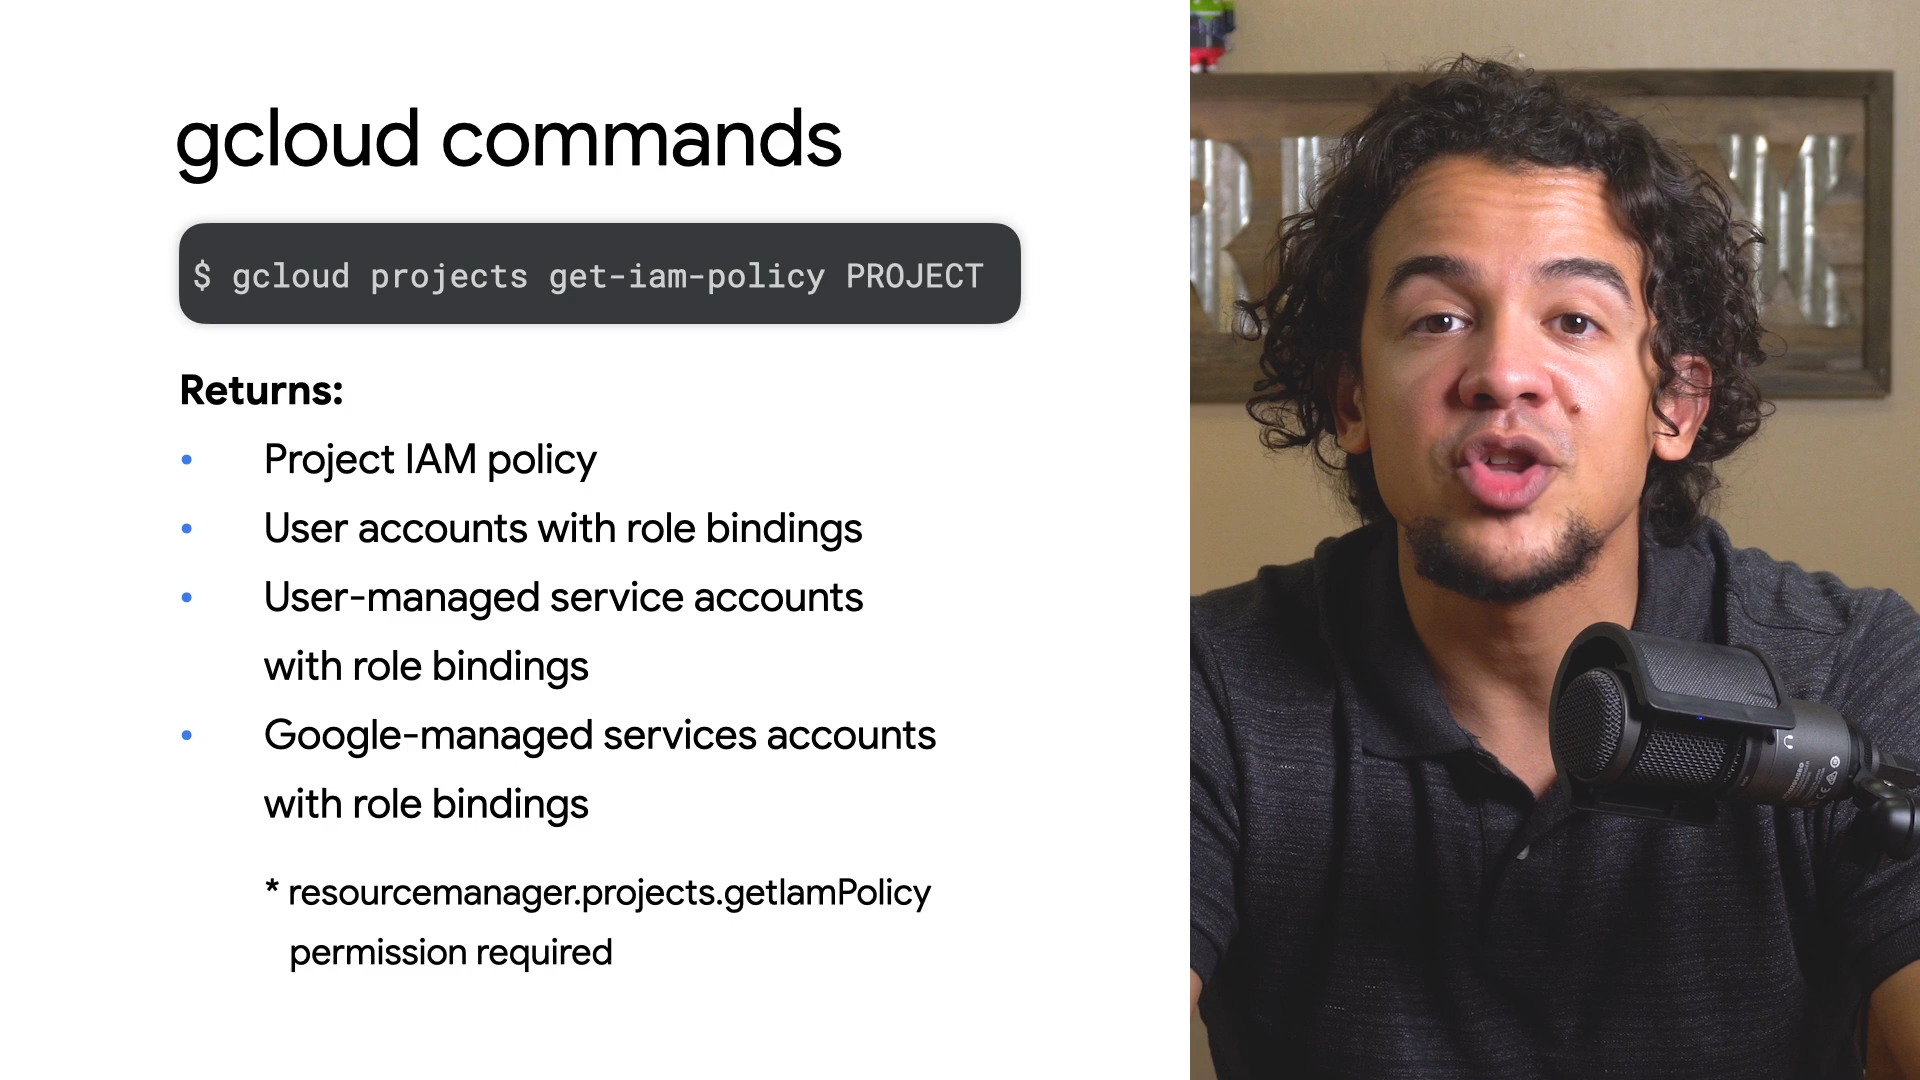 gcloud commands
$ gcloud projects get-iam-policy PROJECT
Returns:
• Project IAM policy
• User accounts with role bindings
• User-managed service accounts
with role bindings
• Google-managed services accounts
with role bindings
* resourcemanager.projects.getIamPolicy
permission required